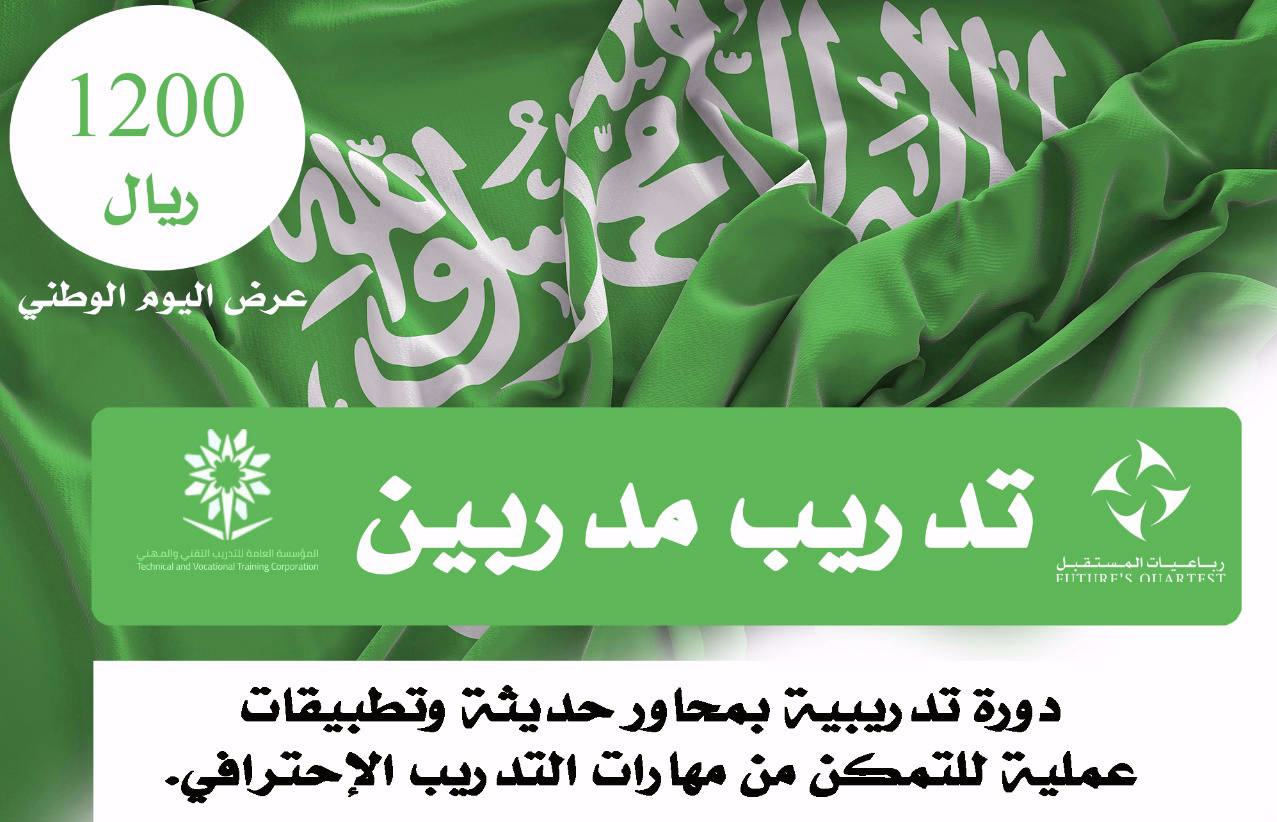 1200
ريال
عرض اليوم الوطني
تدريب مدربين
رباعيات المستقبل
FUTURE'S QUARTEST
المؤسسة العامة للتدريب التقني والمهني
Technical and Vocational Training Corporation
دورة تدريبية بمحاور حديثة وتطبيقات
عملية للتمكن من مهارات التدريب الإحترافي.